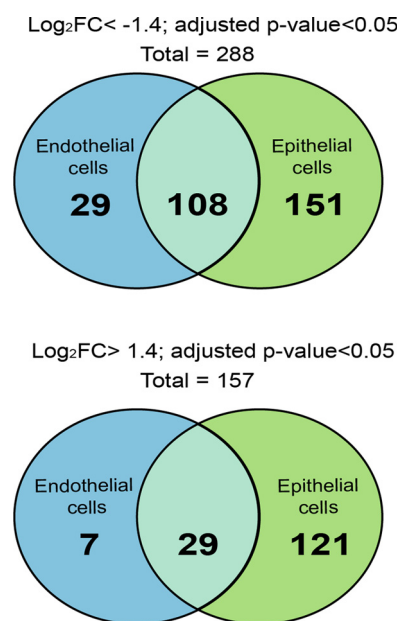 Log₂FC< -1.4; adjusted p-value<0.05
Total = 288
Endothelial Epithelial
cells cells
29 108 151
Log₂FC> 1.4; adjusted p-value<0.05
Total = 157
Endothelial Epithelial
cells cells
7 29 121